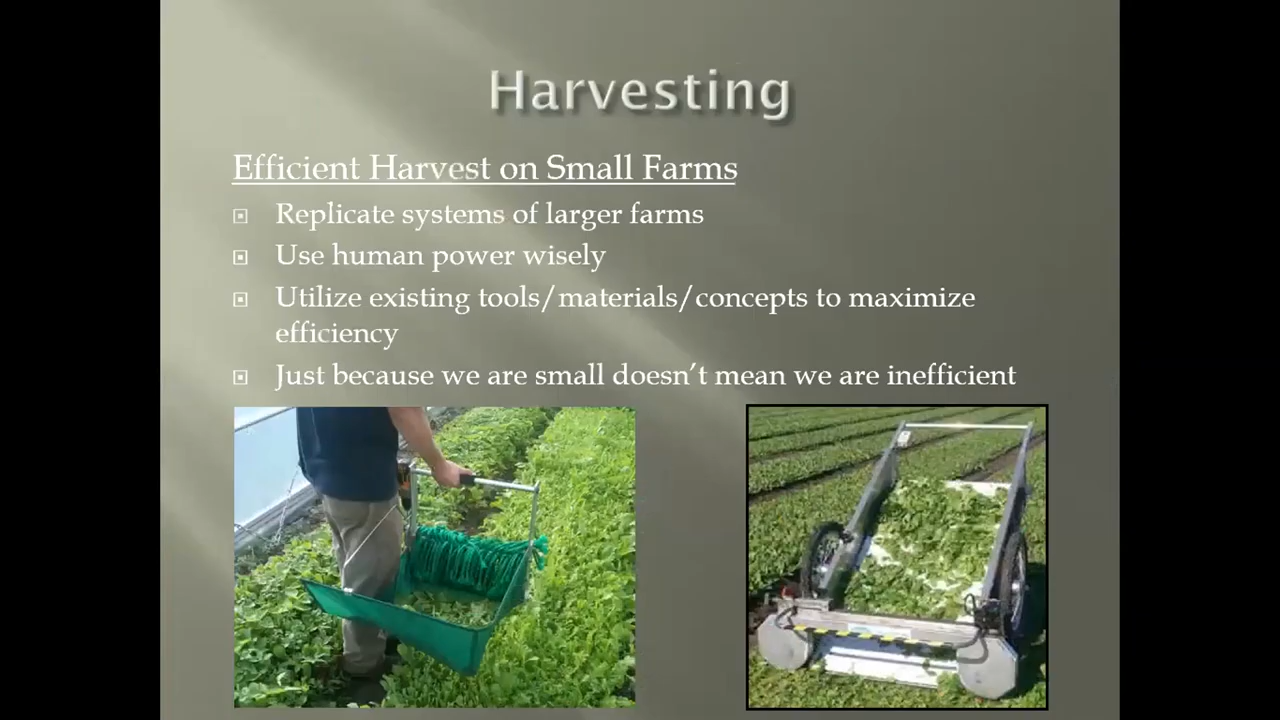 Harvesting
Efficient Harvest on Small Farms
Replicate systems of larger farms
Use human power wisely
Utilize existing tools/materials/concepts to maximize
efficiency
Just because we are small doesn’t mean we are inefficient